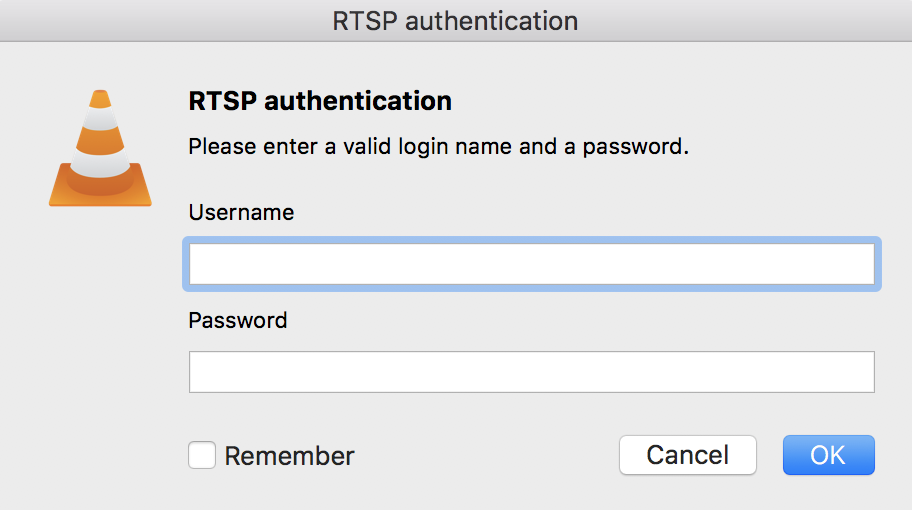 RTSP authentication
RTSP authentication
Please enter a valid login name and a password.
Username
Password
Remember
Cancel
OK